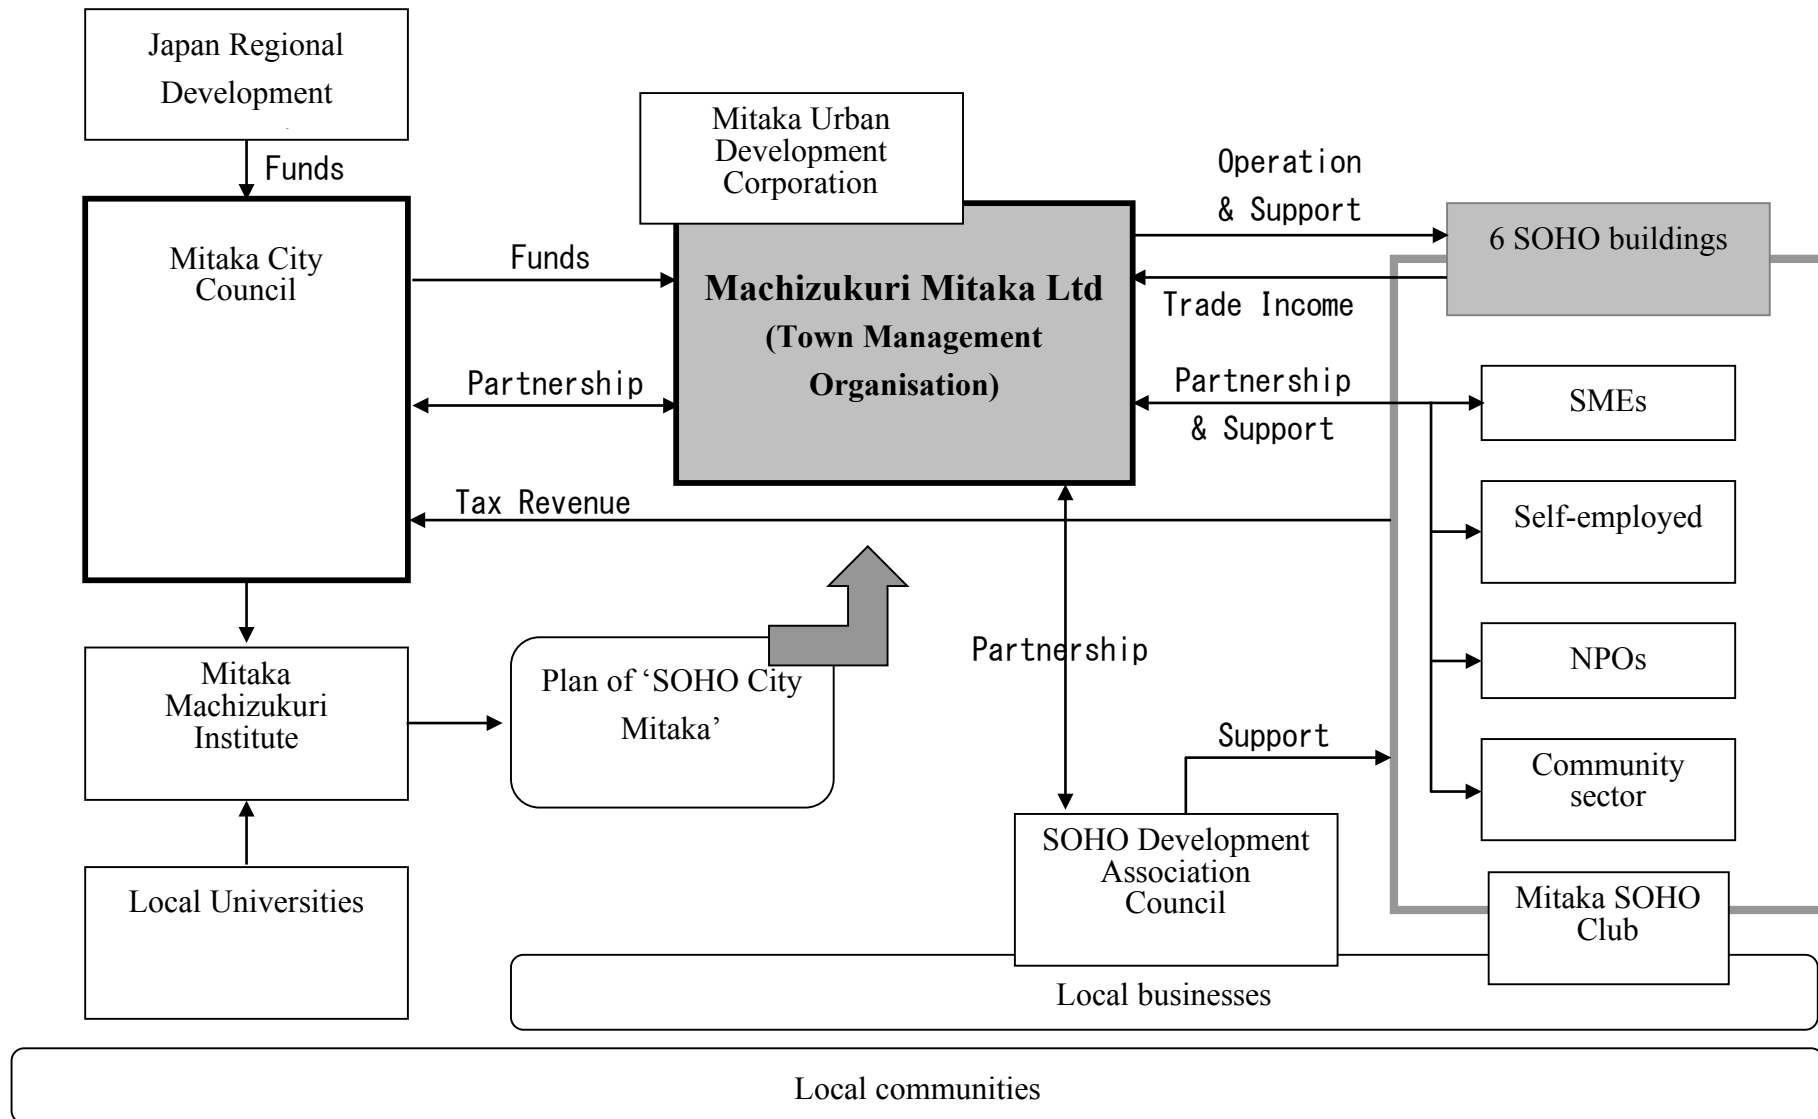 Japan Regional
Development
Funds
Mitaka City
Council
Mitaka Urban
Development
Corporation
Funds
Machizukuri Mitaka Ltd
(Town Management
Organisation)
Partnership
Tax Revenue
Operation
& Support
6 SOHO buildings
Trade Income
Partnership
& Support
SMEs
Self-employed
NPOs
Community
sector
Mitaka
Machizukuri
Institute
Plan of ‘SOHO City
Mitaka’
Partnership
Support
SOHO Development
Association
Council
Mitaka SOHO
Club
Local Universities
Local businesses
Local communities